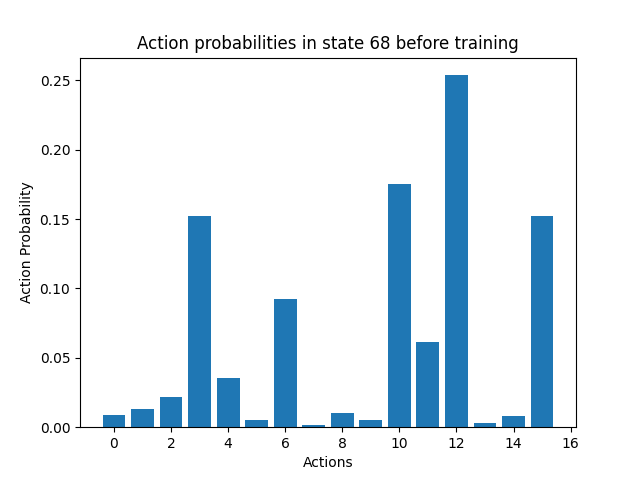 Action probabilities in state 68 before training
0.25
0.20
0.15
0.10
0.05
0.00
Action Probability
0 2 4 6 8 10 12 14 16
Actions